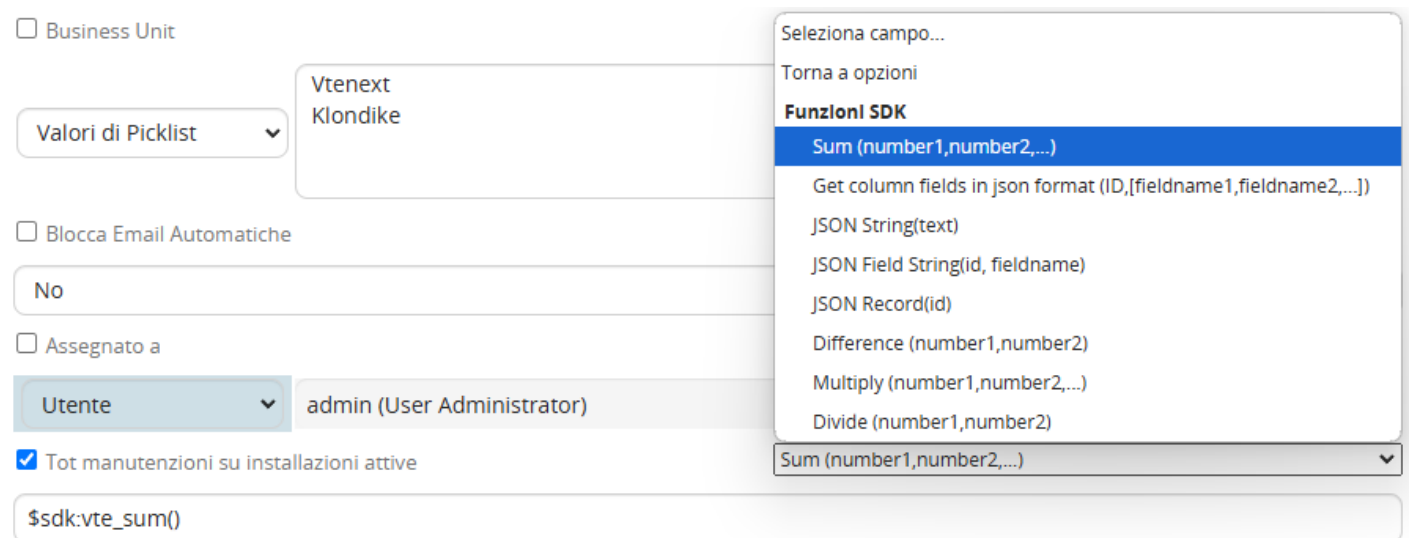 Business Unit
Valori di Picklist
Vtenext
Klondike
Blocca Email Automatiche
No
Assegnato a
Utente
admin (User Administrator)
Tot manutenzioni su installazioni attive
$sdk:vte_sum()
Seleziona campo...
Torna a opzioni
Funzioni SDK
Sum (number1,number2,...)
Get column fields in json format (ID,[fieldname1,fieldname2,...])
JSON String(text)
JSON Field String(id, fieldname)
JSON Record(id)
Difference (number1,number2)
Multiply (number1,number2,...)
Divide (number1,number2)
Sum (number1,number2,...)